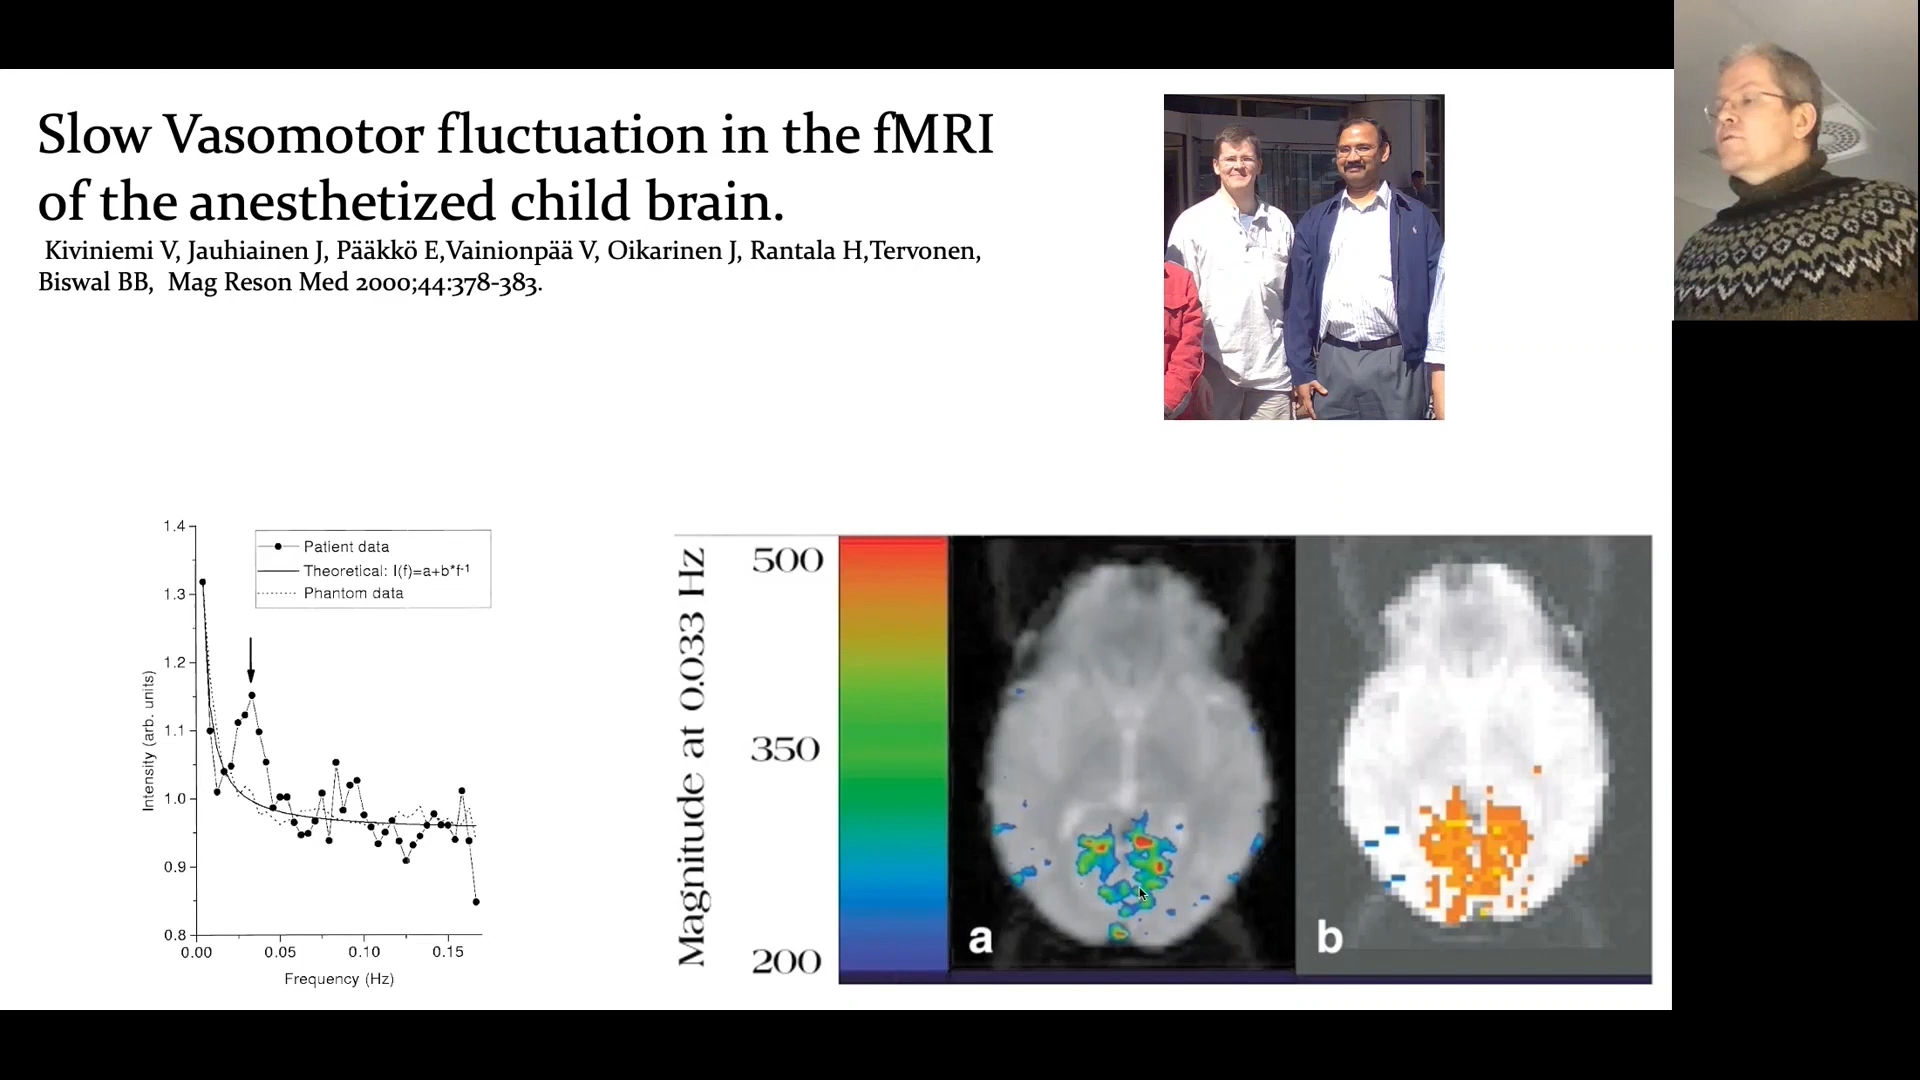 Slow Vasomotor fluctuation in the fMRI
of the anesthetized child brain.
Kiviniemi V, Jauhiainen J, Pääkkö E,Vainionpää V, Oikarinen J, Rantala H,Tervonen,
Biswal BB, Mag Reson Med 2000;44:378-383.
1.4
1.3
1.2
1.1
1.0
0.9
0.8
Intensity (arb. units)
Patient data
Theoretical: I(f)=a+b*f-1
Phantom data
0.00 0.05 0.10 0.15
Frequency (Hz)
Magnitude at 0.033 Hz
500
350
200
a
b